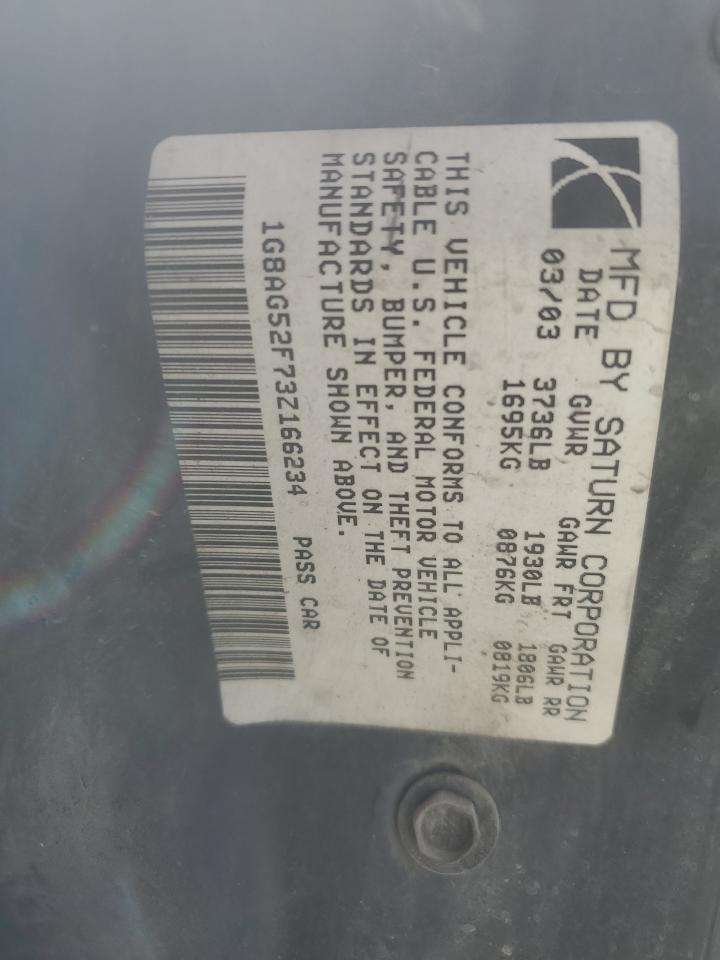 MFD BY SATURN CORPORATION
DATE GVWR GAWR FRT GAWR RR
03/03 3736LB 1930LB 1806LB
1695KG 0876KG 0819KG
THIS VEHICLE CONFORMS TO ALL APPLI-
CABLE U.S. FEDERAL MOTOR VEHICLE
SAFETY, BUMPER, AND THEFT PREVENTION
STANDARDS IN EFFECT ON THE DATE OF
MANUFACTURE SHOWN ABOVE.
1G8AG52F73Z166234 PASS CAR